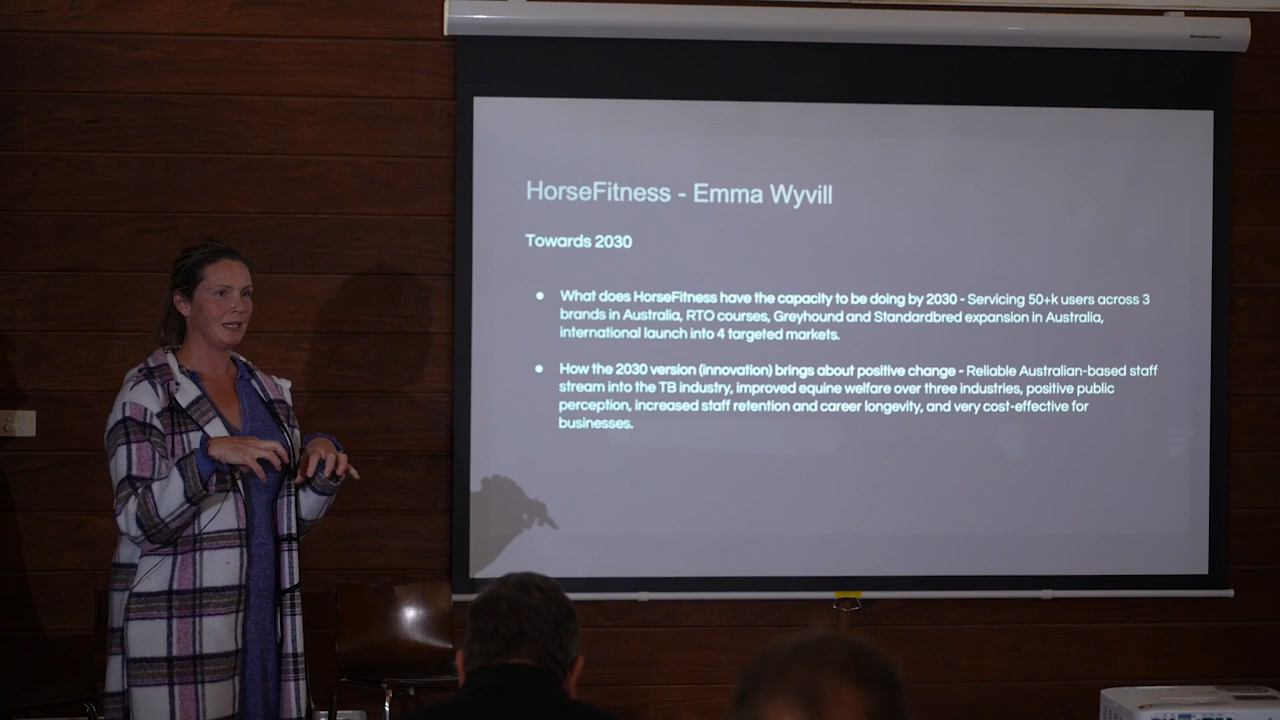 HorseFitness - Emma Wyvill
Towards 2030
● What does HorseFitness have the capacity to be doing by 2030 - Servicing 50+k users across 3
brands in Australia, RTO courses, Greyhound and Standardbred expansion in Australia,
international launch into 4 targeted markets.
● How the 2030 version (innovation) brings about positive change - Reliable Australian-based staff
stream into the TB industry, improved equine welfare over three industries, positive public
perception, increased staff retention and career longevity, and very cost-effective for
businesses.